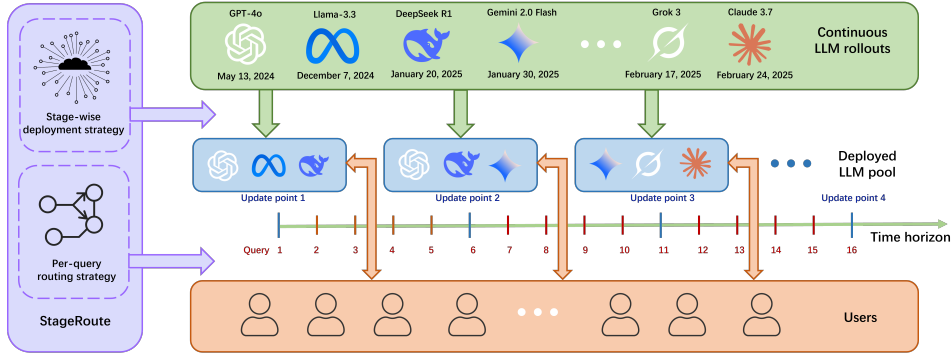 GPT-4o
Llama-3.3
DeepSeek R1
Gemini 2.0 Flash
Grok 3
Claude 3.7
May 13, 2024
December 7, 2024
January 20, 2025
January 30, 2025
February 17, 2025
February 24, 2025
Continuous
LLM rollouts
Stage-wise
deployment strategy
Per-query
routing strategy
StageRoute
Deployed
LLM pool
Update point 1
Update point 2
Update point 3
Update point 4
Time horizon
Query 1 2 3 4 5 6 7 8 9 10 11 12 13 14 15 16
Users